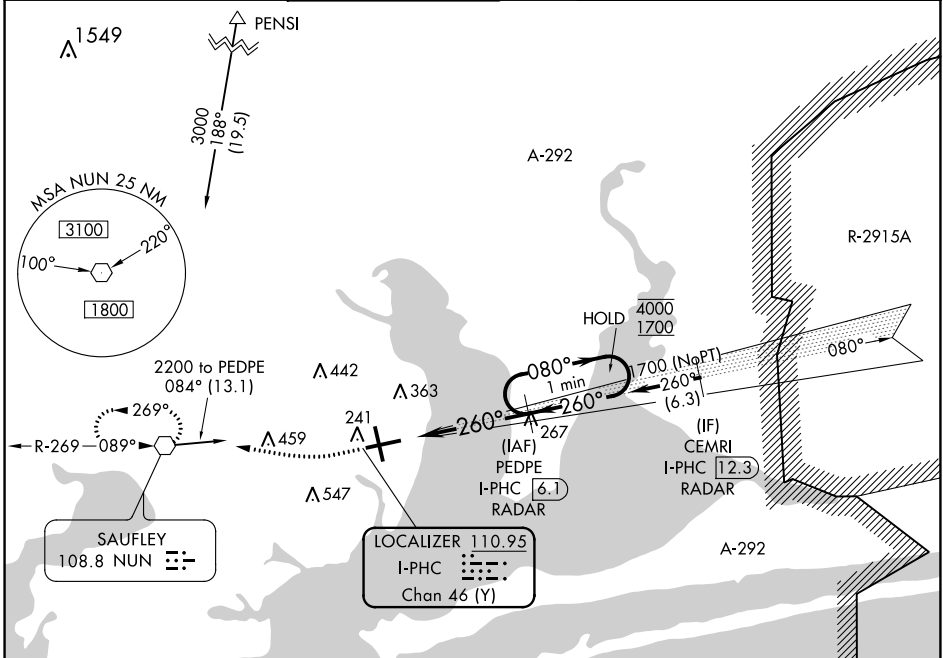 1549
PENSI
3000
188°
(19.5)
A-292
MSA NUN 25 NM
3100
220°
100°
1800
R-2915A
HOLD
4000
1700
080°
1 min
260°
1700 (NoPT)
260°
(6.3)
080°
2200 to PEDPE
084° (13.1)
442
363
269°
R-269
089°
459
241
260°
267
(IAF)
PEDPE
I-PHC 6.1
RADAR
(IF)
CEMRI
I-PHC 12.3
RADAR
547
SAUFLEY
108.8 NUN
LOCALIZER 110.95
I-PHC
Chan 46 (Y)
A-292